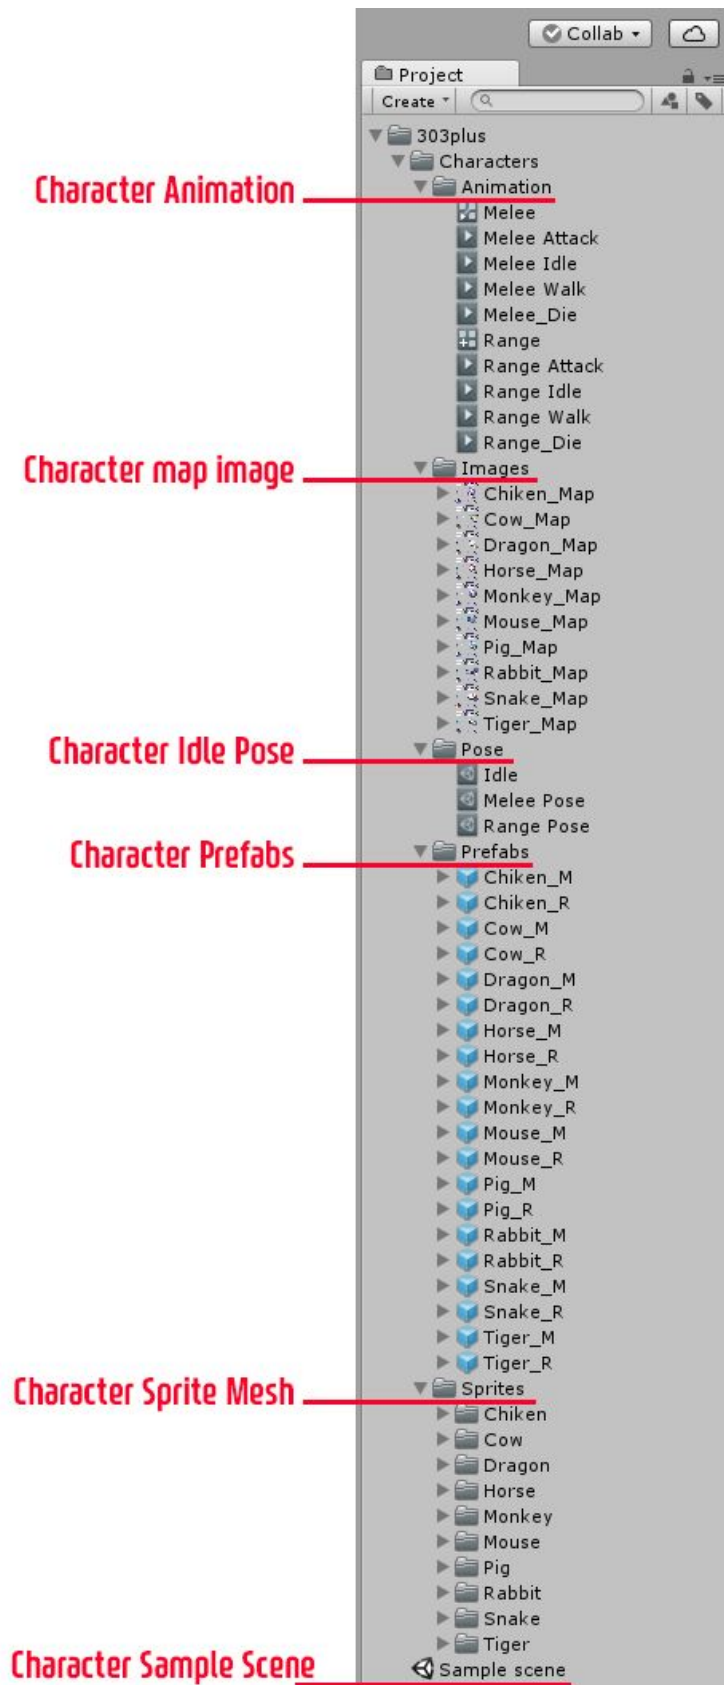 Collab
Project
Create
303plus
Characters
Character Animation
Animation
Melee
Melee Attack
Melee Idle
Melee Walk
Melee_Die
Range
Range Attack
Range Idle
Range Walk
Range_Die
Character map image
Images
Chiken_Map
Cow_Map
Dragon_Map
Horse_Map
Monkey_Map
Mouse_Map
Pig_Map
Rabbit_Map
Snake_Map
Tiger_Map
Character Idle Pose
Pose
Idle
Melee Pose
Range Pose
Character Prefabs
Prefabs
Chiken_M
Chiken_R
Cow_M
Cow_R
Dragon_M
Dragon_R
Horse_M
Horse_R
Monkey_M
Monkey_R
Mouse_M
Mouse_R
Pig_M
Pig_R
Rabbit_M
Rabbit_R
Snake_M
Snake_R
Tiger_M
Tiger_R
Character Sprite Mesh
Sprites
Chiken
Cow
Dragon
Horse
Monkey
Mouse
Pig
Rabbit
Snake
Tiger
Character Sample Scene
Sample scene